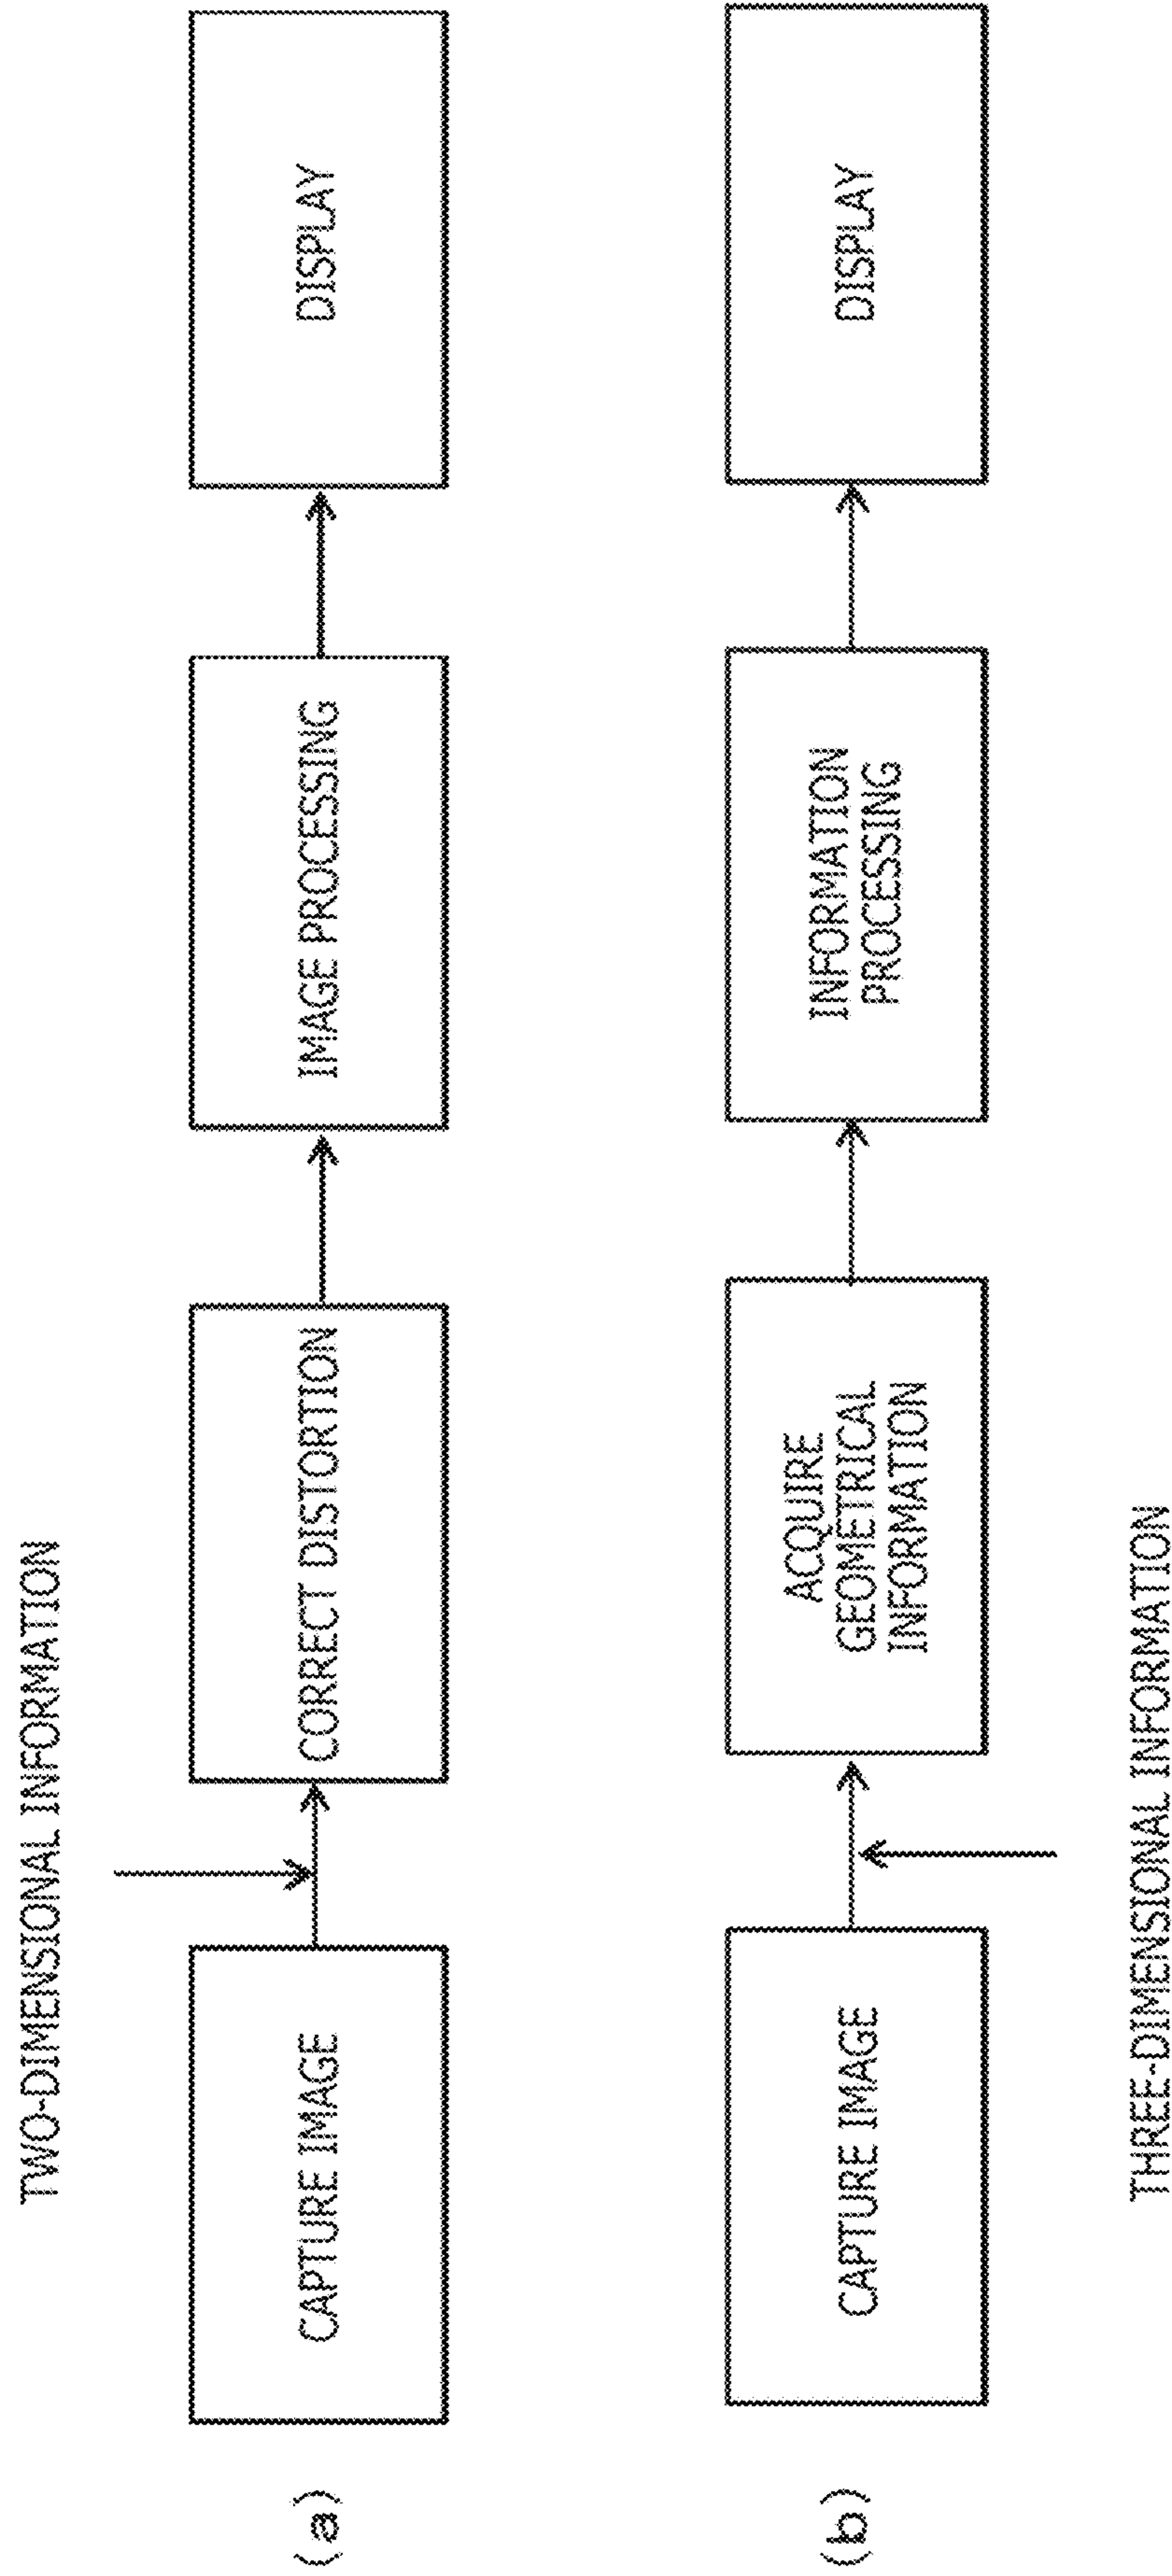 TWO-DIMENSIONAL INFORMATION
(a)
CAPTURE IMAGE
CORRECT DISTORTION
IMAGE PROCESSING
DISPLAY
(b)
CAPTURE IMAGE
ACQUIRE
GEOMETRICAL
INFORMATION
INFORMATION
PROCESSING
DISPLAY
THREE-DIMENSIONAL INFORMATION